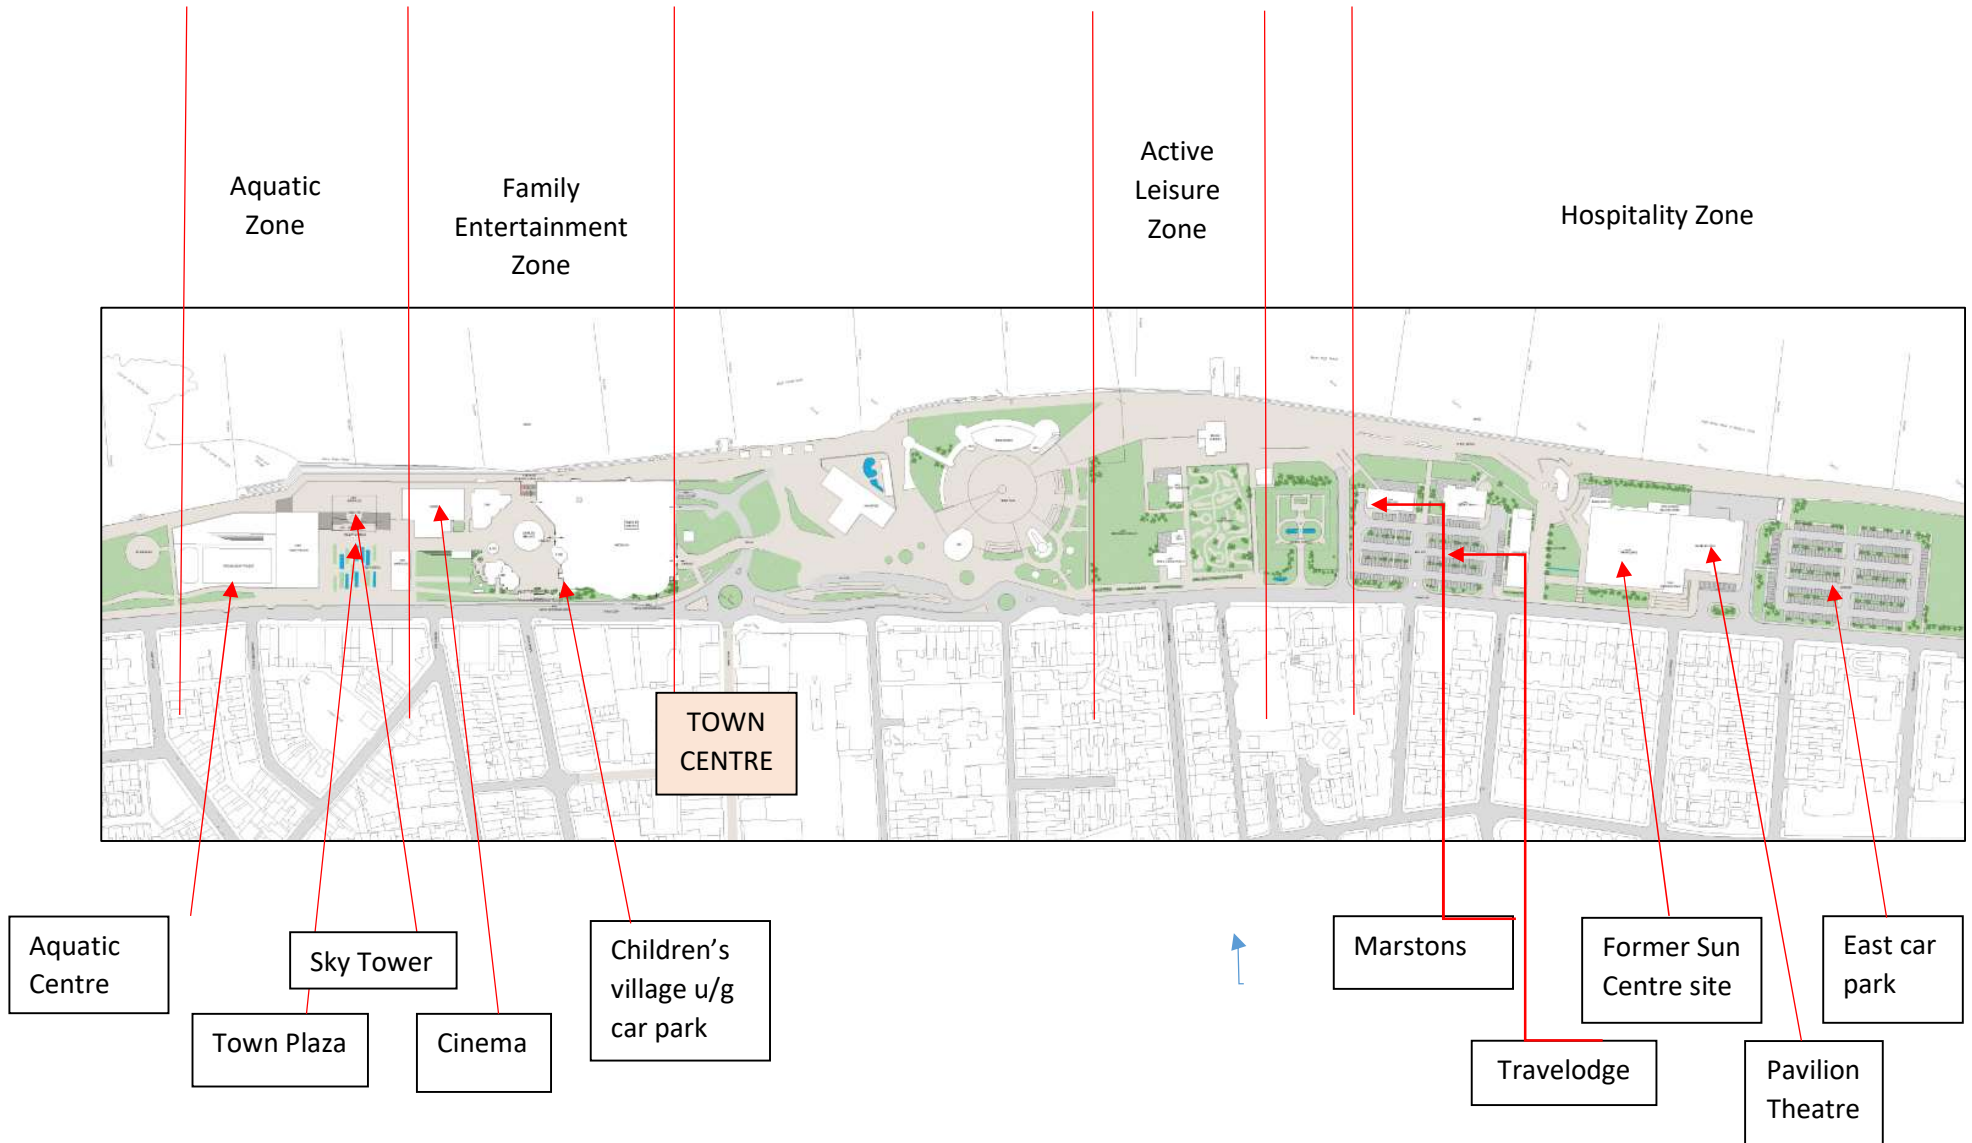 Aquatic
Zone
Family
Entertainment
Zone
Active
Leisure
Zone
Hospitality Zone
TOWN
CENTRE
Aquatic
Centre
Sky Tower
Town Plaza
Cinema
Children’s
village u/g
car park
Marstons
Travelodge
Former Sun
Centre site
Pavilion
Theatre
East car
park